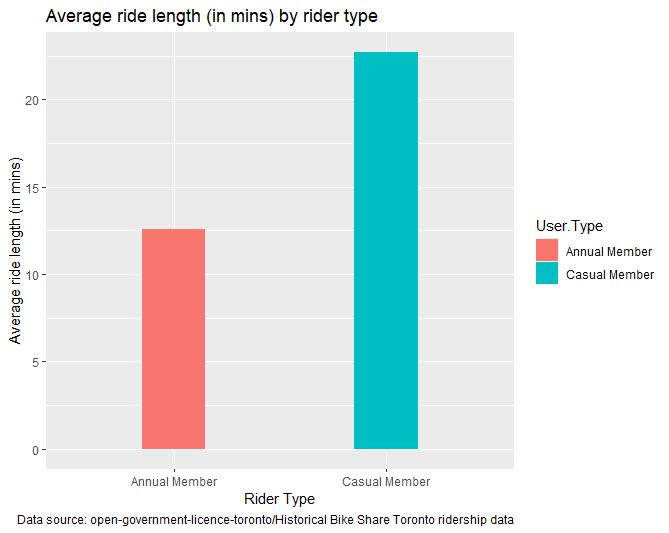 Average ride length (in mins) by rider type
Average ride length (in mins)
20
15
10
5
0
Annual Member Casual Member
Rider Type
User.Type
Annual Member
Casual Member
Data source: open-government-licence-toronto/Historical Bike Share Toronto ridership data